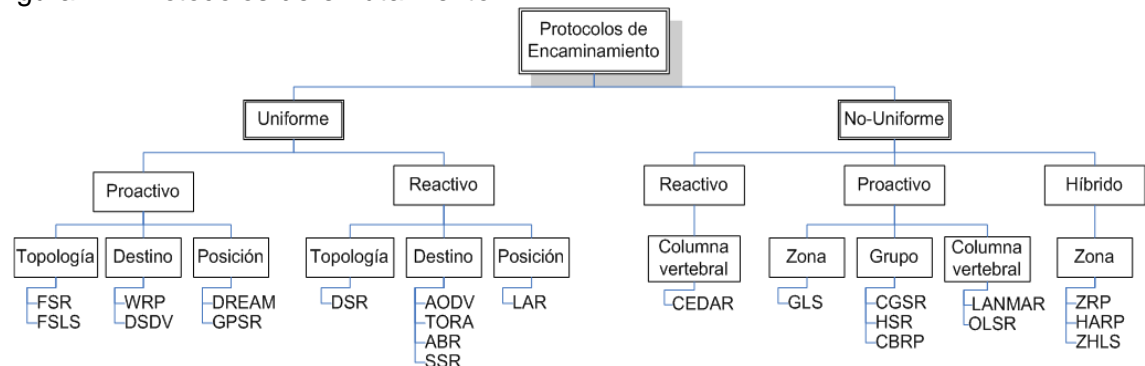 Protocolos de
Encaminamiento
Uniforme
No-Uniforme
Proactivo
Reactivo
Reactivo
Proactivo
Híbrido
Topología
Destino
Posición
Topología
Destino
Posición
Columna
vertebral
Zona
Grupo
Columna
vertebral
Zona
FSR
FSLS
WRP
DSDV
DREAM
GPSR
DSR
AODV
TORA
ABR
SSR
LAR
CEDAR
GLS
CGSR
HSR
CBRP
LANMAR
OLSR
ZRP
HARP
ZHLS